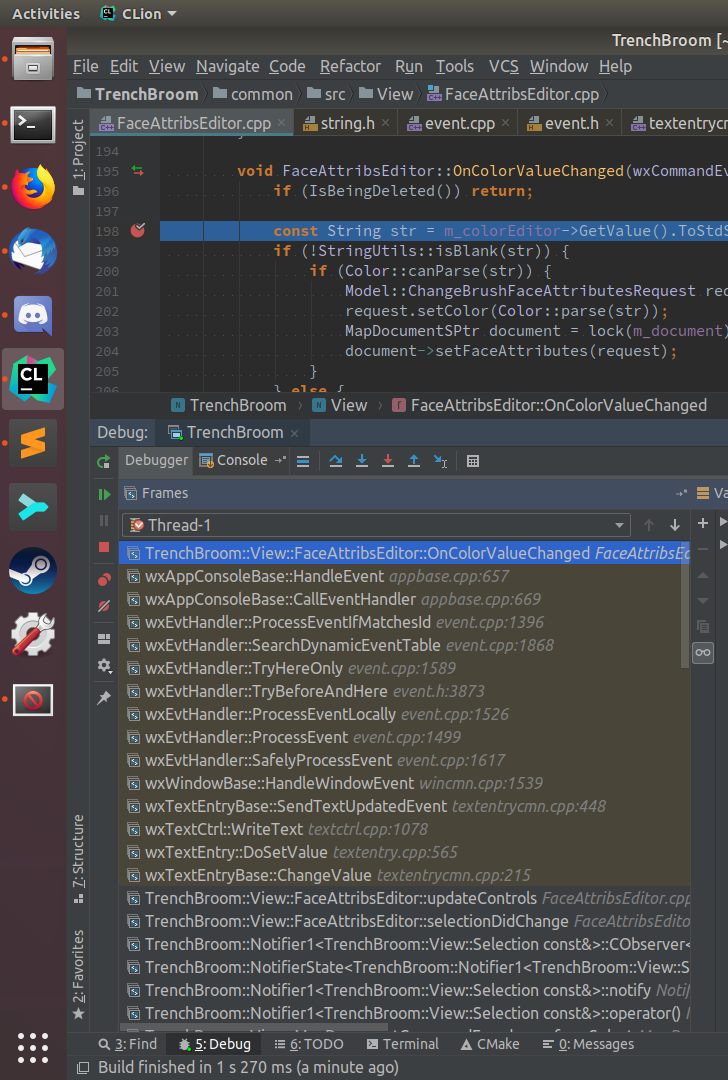 Activities CLion
TrenchBroom [~
File Edit View Navigate Code Refactor Run Tools VCS Window Help
TrenchBroom common src View FaceAttribsEditor.cpp
FaceAttribsEditor.cpp × string.h × event.cpp × event.h × textentrycm
1: Project
194 }
195 void FaceAttribsEditor::OnColorValueChanged(wxCommandEv
196 if (IsBeingDeleted()) return;
197
198 const String str = m_colorEditor->GetValue().ToStdS
199 if (!StringUtils::isBlank(str)) {
200 if (Color::canParse(str)) {
201 Model::ChangeBrushFaceAttributesRequest rec
202 request.setColor(Color::parse(str));
203 MapDocumentSPtr document = lock(m_document)
204 document->setFaceAttributes(request);
205 }
206 } else {
TrenchBroom View FaceAttribsEditor::OnColorValueChanged
Debug: TrenchBroom ×
Debugger Console
Frames Va
Thread-1
TrenchBroom::View::FaceAttribsEditor::OnColorValueChanged FaceAttribsEd
wxAppConsoleBase::HandleEvent appbase.cpp:657
wxAppConsoleBase::CallEventHandler appbase.cpp:669
wxEvtHandler::ProcessEventIfMatchesId event.cpp:1396
wxEvtHandler::SearchDynamicEventTable event.cpp:1868
wxEvtHandler::TryHereOnly event.cpp:1589
wxEvtHandler::TryBeforeAndHere event.h:3873
wxEvtHandler::ProcessEventLocally event.cpp:1526
wxEvtHandler::ProcessEvent event.cpp:1499
wxEvtHandler::SafelyProcessEvent event.cpp:1617
wxWindowBase::HandleWindowEvent wincmn.cpp:1539
wxTextEntryBase::SendTextUpdatedEvent textentrycmn.cpp:448
wxTextCtrl::WriteText textctrl.cpp:1078
wxTextEntry::DoSetValue textentry.cpp:565
wxTextEntryBase::ChangeValue textentrycmn.cpp:215
TrenchBroom::View::FaceAttribsEditor::updateControls FaceAttribsEditor.cpp
TrenchBroom::View::FaceAttribsEditor::selectionDidChange FaceAttribsEdito
TrenchBroom::Notifier1<TrenchBroom::View::Selection const&>::CObserver<
TrenchBroom::NotifierState<TrenchBroom::Notifier1<TrenchBroom::View::S
TrenchBroom::Notifier1<TrenchBroom::View::Selection const&>::notify Notif
TrenchBroom::Notifier1<TrenchBroom::View::Selection const&>::operator()
7: Structure
2: Favorites
3: Find 5: Debug 6: TODO Terminal CMake 0: Messages
Build finished in 1 s 270 ms (a minute ago)